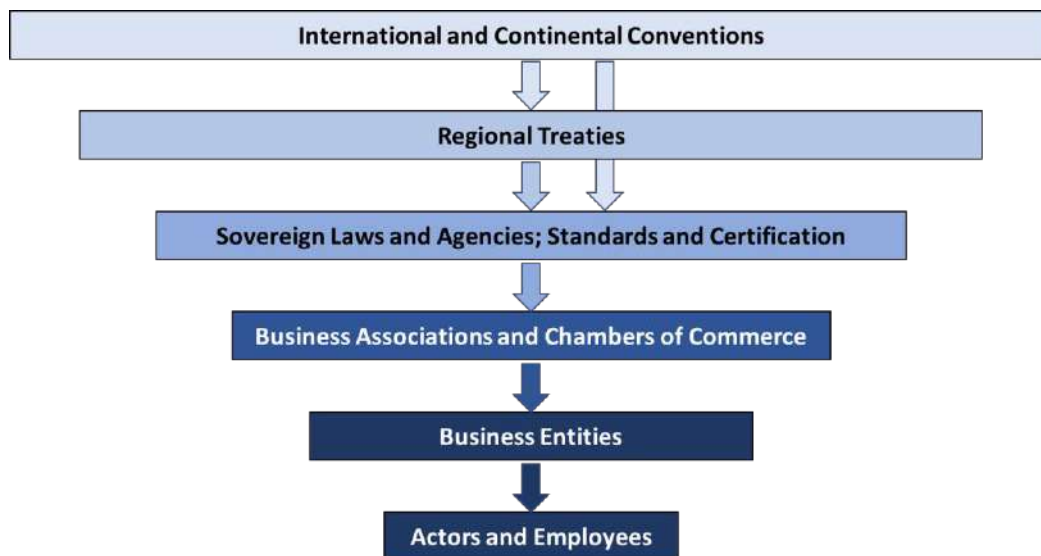 International and Continental Conventions
Regional Treaties
Sovereign Laws and Agencies; Standards and Certification
Business Associations and Chambers of Commerce
Business Entities
Actors and Employees